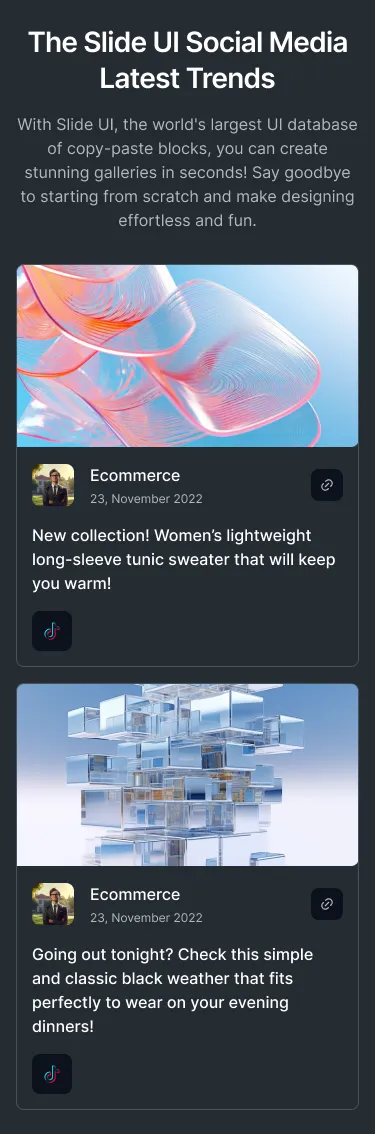 The Slide UI Social Media
Latest Trends
With Slide UI, the world's largest UI database
of copy-paste blocks, you can create
stunning galleries in seconds! Say goodbye
to starting from scratch and make designing
effortless and fun.
Ecommerce
23, November 2022
New collection! Women’s lightweight
long-sleeve tunic sweater that will keep
you warm!
Ecommerce
23, November 2022
Going out tonight? Check this simple
and classic black weather that fits
perfectly to wear on your evening
dinners!